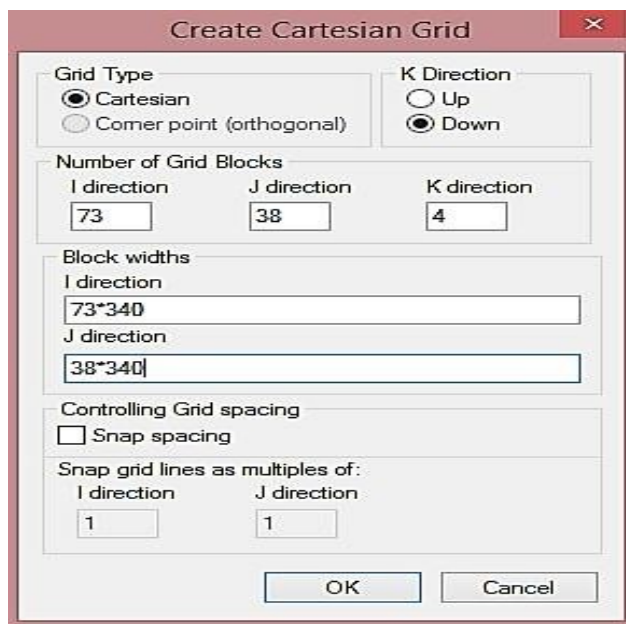 Create Cartesian Grid
Grid Type
Cartesian
Corner point (orthogonal)
K Direction
Up
Down
Number of Grid Blocks
I direction J direction K direction
73 38 4
Block widths
I direction
73*340
J direction
38*340
Controlling Grid spacing
Snap spacing
Snap grid lines as multiples of:
I direction J direction
1 1
OK Cancel